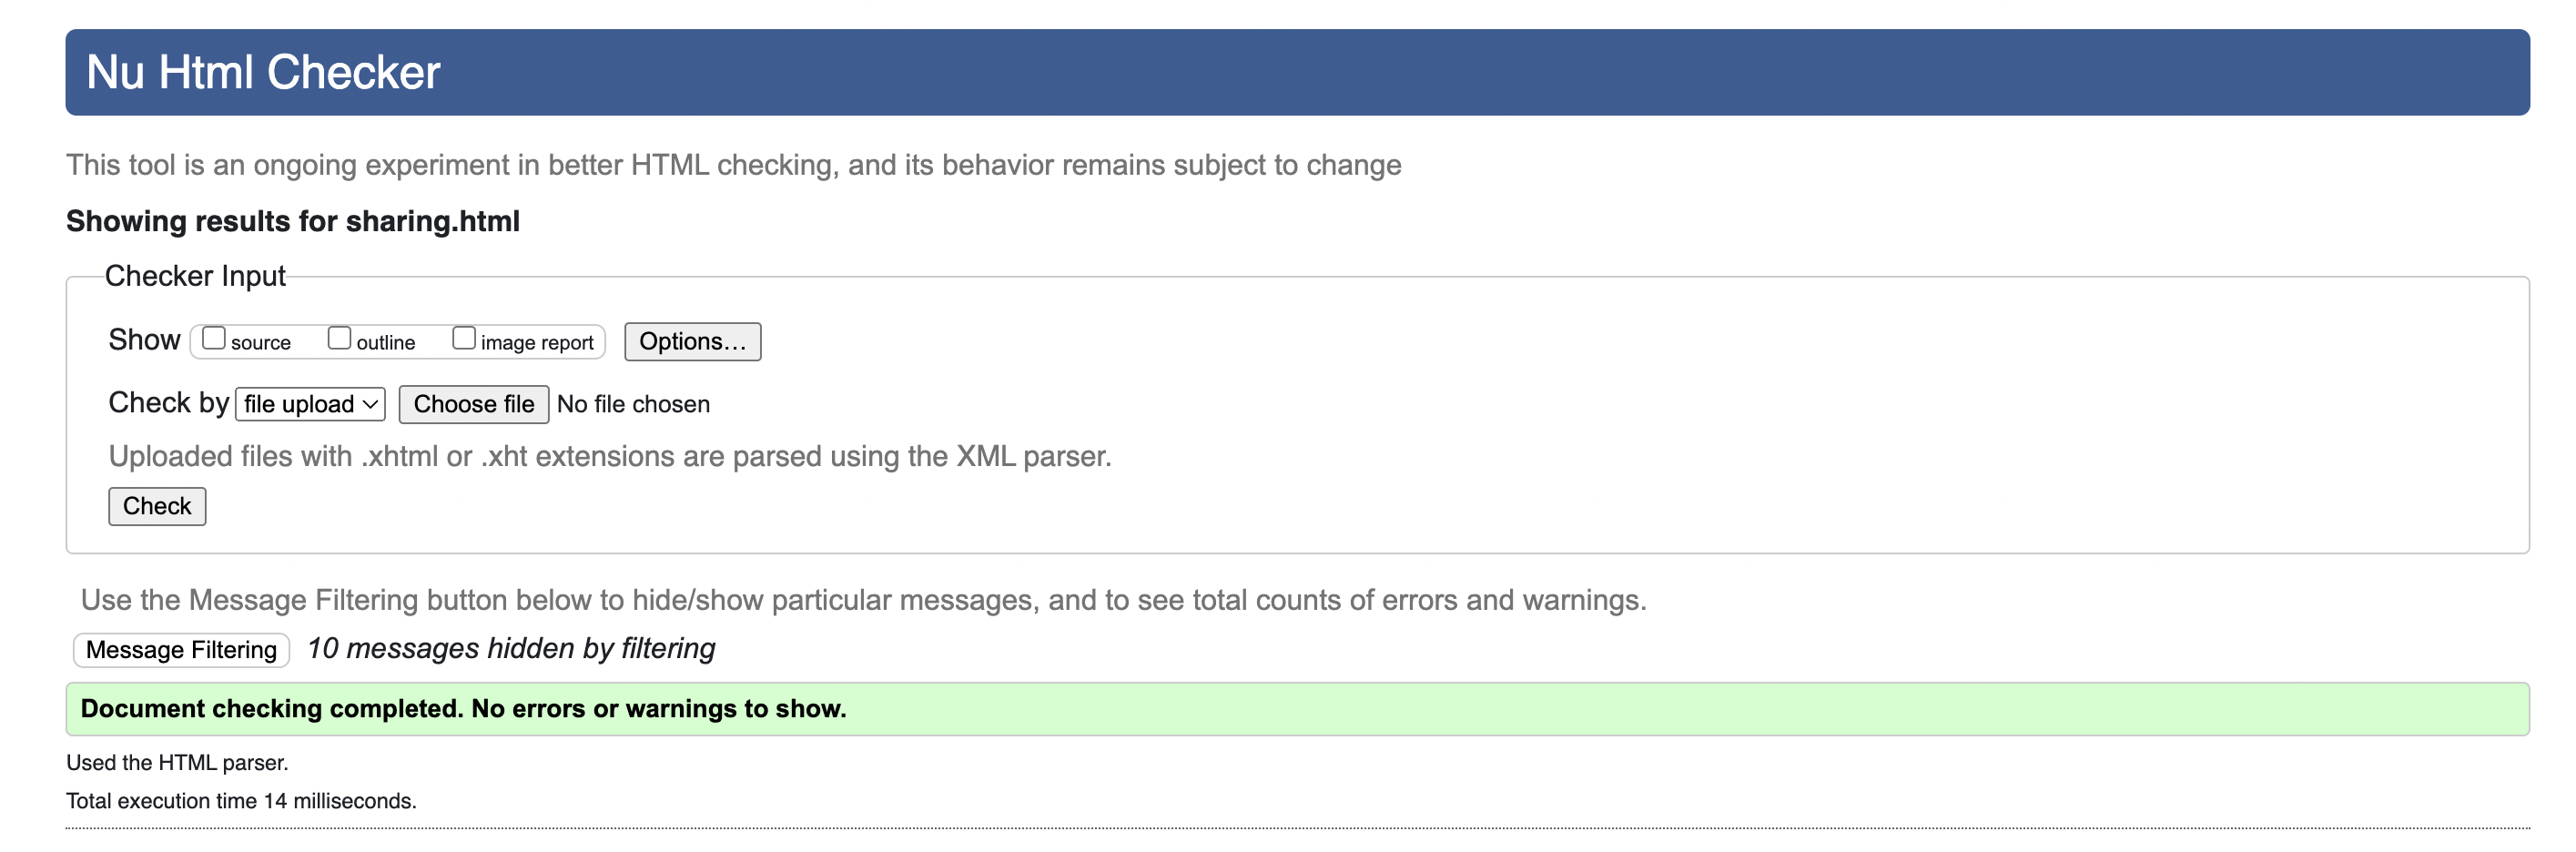 Nu Html Checker
This tool is an ongoing experiment in better HTML checking, and its behavior remains subject to change
Showing results for sharing.html
Checker Input
Show source outline image report Options…
Check by file upload Choose file No file chosen
Uploaded files with .xhtml or .xht extensions are parsed using the XML parser.
Check
Use the Message Filtering button below to hide/show particular messages, and to see total counts of errors and warnings.
Message Filtering 10 messages hidden by filtering
Document checking completed. No errors or warnings to show.
Used the HTML parser.
Total execution time 14 milliseconds.